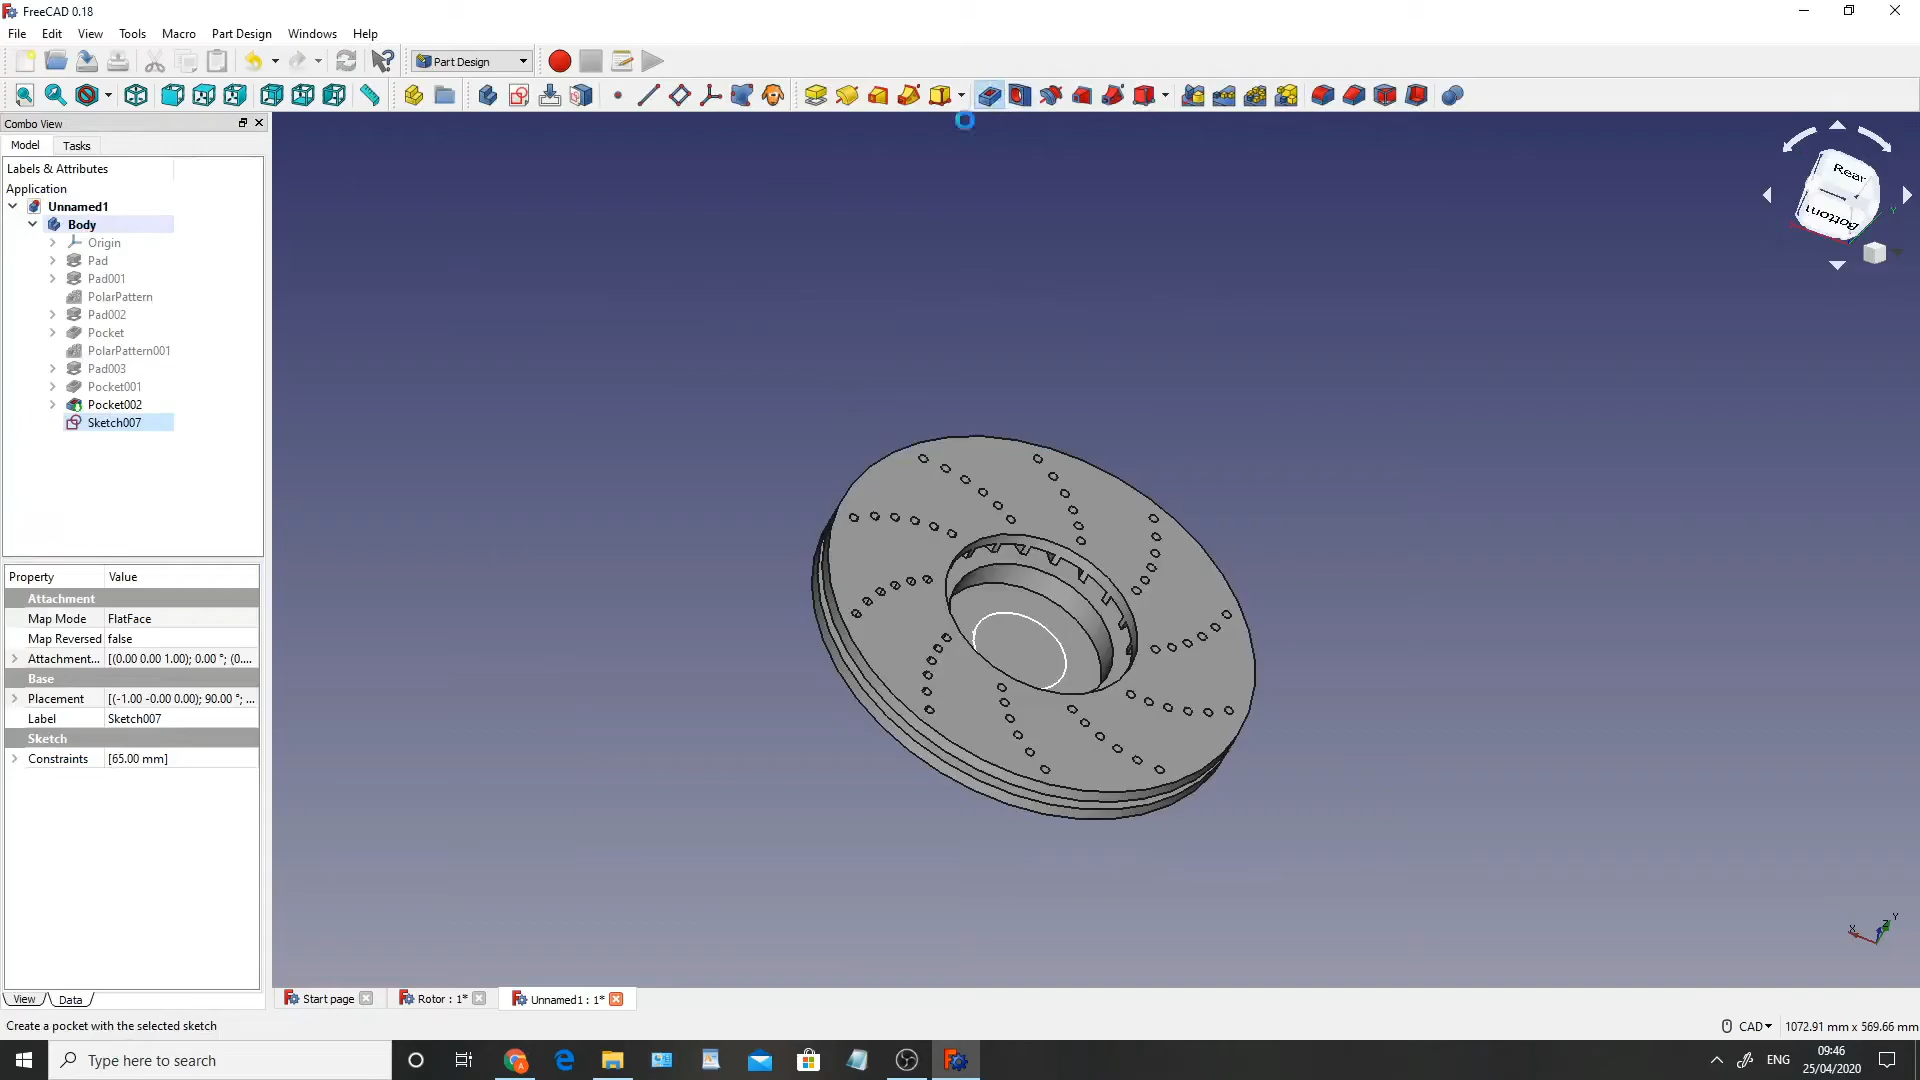 FreeCAD 0.18
File Edit View Tools Macro Part Design Windows Help
Part Design
Combo View
Model Tasks
Labels & Attributes
Application
Unnamed1
Body
Origin
Pad
Pad001
PolarPattern
Pad002
Pocket
PolarPattern001
Pad003
Pocket001
Pocket002
Sketch007
Rear
Bottom
Y
Property Value
Attachment
Map Mode FlatFace
Map Reversed false
Attachment... [(0.00 0.00 1.00); 0.00 °; (0....
Base
Placement [(-1.00 -0.00 0.00); 90.00 °; ...
Label Sketch007
Sketch
Constraints [65.00 mm]
X Z Y
View Data
Start page Rotor : 1* Unnamed1 : 1*
Create a pocket with the selected sketch
CAD 1072.91 mm x 569.66 mm
Type here to search
ENG
09:46
25/04/2020